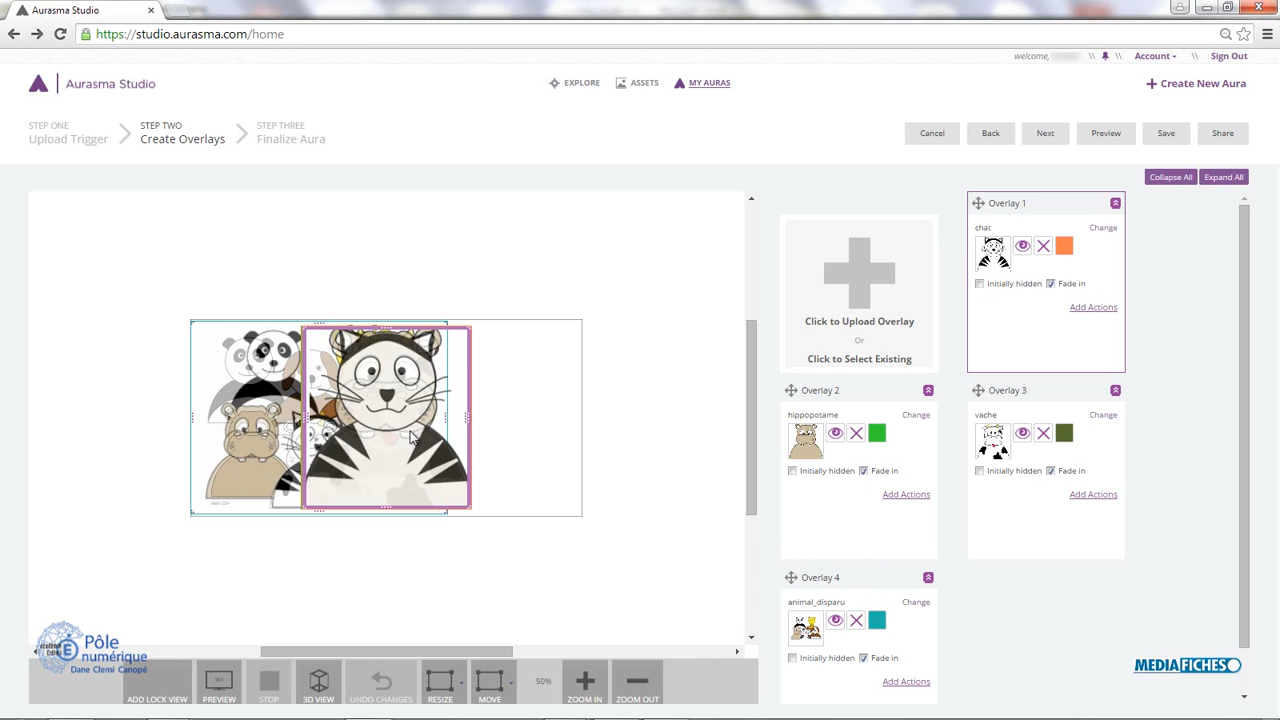 Aurasma Studio
https://studio.aurasma.com/home
welcome, \\ \\ Account \\ Sign Out
Aurasma Studio
EXPLORE ASSETS MY AURAS
+ Create New Aura
STEP ONE STEP TWO STEP THREE
Upload Trigger Create Overlays Finalize Aura
Cancel Back Next Preview Save Share
Collapse All Expand All
Overlay 1
chat Change
Initially hidden Fade in
Add Actions
Click to Upload Overlay
Or
Click to Select Existing
Overlay 2 Overlay 3
hippopotame Change vache Change
Initially hidden Fade in Initially hidden Fade in
Add Actions Add Actions
Overlay 4
animal_disparu Change
Initially hidden Fade in
Add Actions
Pôle
numérique
Dane Clemi Canopé
MEDIAFICHES
50%
ADD LOCK VIEW PREVIEW STOP 3D VIEW UNDO CHANGES RESIZE MOVE ZOOM IN ZOOM OUT